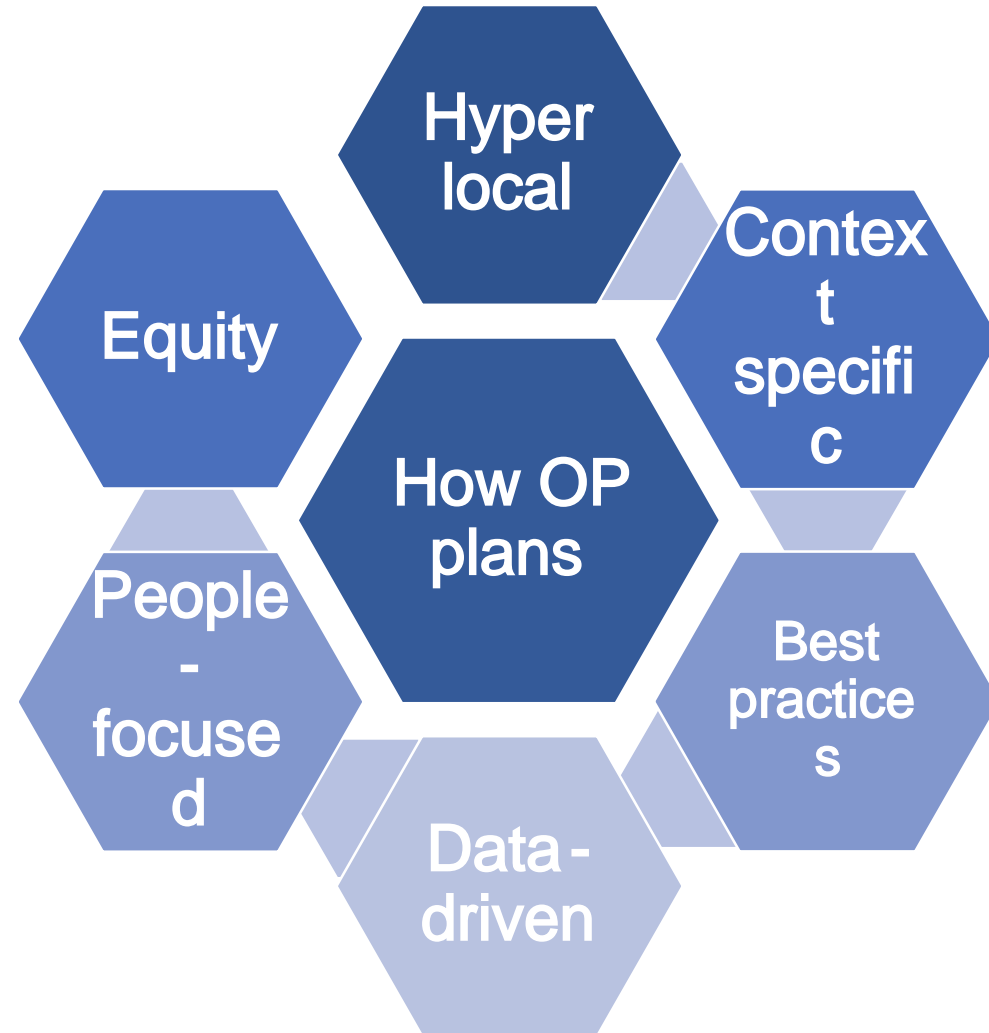 Hyper
local
Contex
t
specifi
c
Best
practice
s
Data-
driven
People
-
focuse
d
Equity
How OP
plans